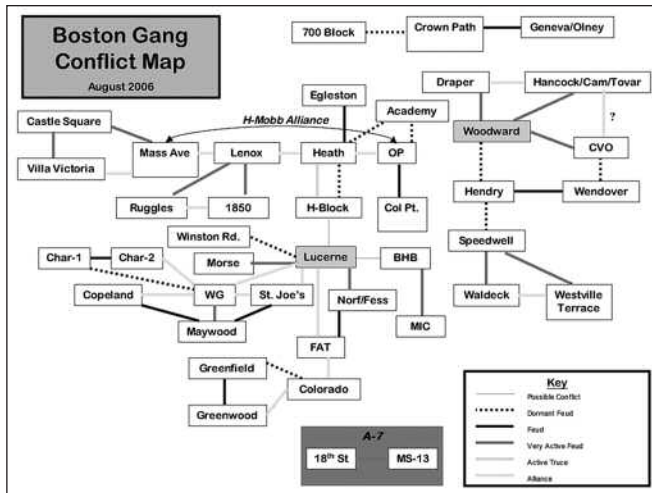 Boston Gang
Conflict Map
August 2006
700 Block
Crown Path
Geneva/Olney
Egleston
Academy
Draper
Hancock/Cam/Tovar
Castle Square
H-Mobb Alliance
Woodward
?
Villa Victoria
Mass Ave
Lenox
Heath
OP
CVO
Ruggles
1850
H-Block
Col Pt.
Hendry
Wendover
Winston Rd.
Speedwell
Char-1
Char-2
Morse
Lucerne
BHB
Copeland
WG
St. Joe's
Norf/Fess
Waldeck
Westville
Terrace
Maywood
MIC
FAT
Greenfield
Colorado
Greenwood
A-7
18th St
MS-13
Key
Possible Conflict
Dormant Feud
Feud
Very Active Feud
Active Truce
Alliance